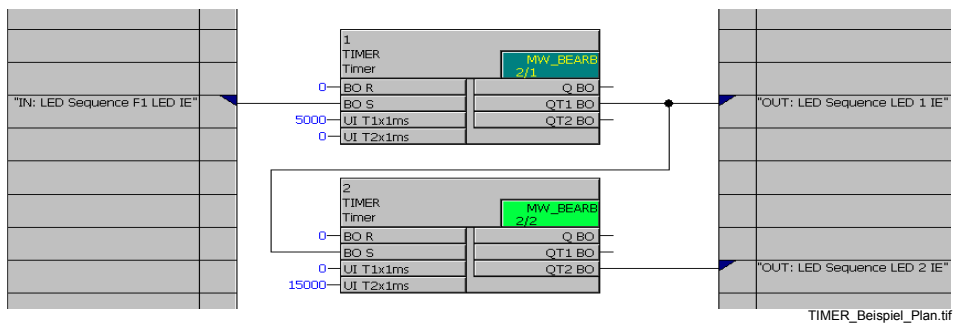 1
TIMER
Timer
MW_BEARB
2/1
0 BO R Q BO
"IN: LED Sequence F1 LED IE" BO S QT1 BO "OUT: LED Sequence LED 1 IE"
5000 UI T1x1ms QT2 BO
0 UI T2x1ms
2
TIMER
Timer
MW_BEARB
2/2
0 BO R Q BO
BO S QT1 BO
0 UI T1x1ms QT2 BO "OUT: LED Sequence LED 2 IE"
15000 UI T2x1ms
TIMER_Beispiel_Plan.tif